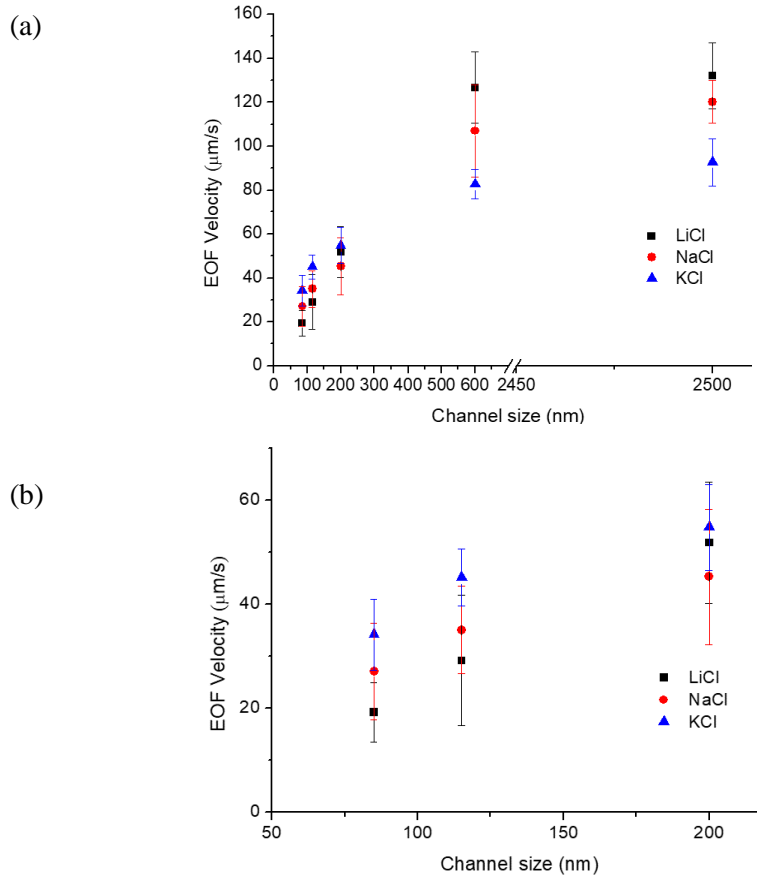 (a)
160
140
120
100
80
60
40
20
0
EOF Velocity (μm/s)
LiCl
NaCl
KCl
0 100 200 300 400 500 600 2450 2500
Channel size (nm)
(b)
60
40
20
0
EOF Velocity (μm/s)
LiCl
NaCl
KCl
50 100 150 200
Channel size (nm)